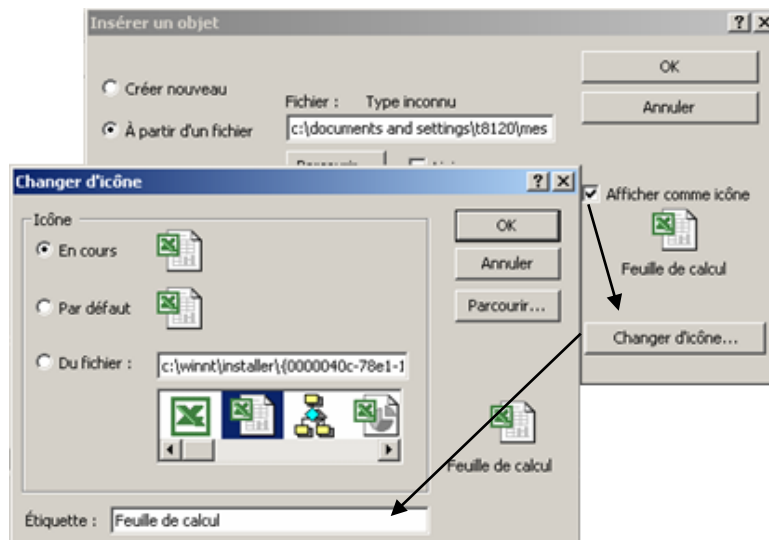 Insérer un objet
Créer nouveau
À partir d'un fichier
Fichier : Type inconnu
c:\documents and settings\t8120\mes
OK
Annuler
Afficher comme icône
Feuille de calcul
Changer d'icône...
Changer d'icône
Icône
En cours
Par défaut
Du fichier :
c:\winnt\installer\{0000040c-78e1-1
OK
Annuler
Parcourir...
Feuille de calcul
Étiquette : Feuille de calcul